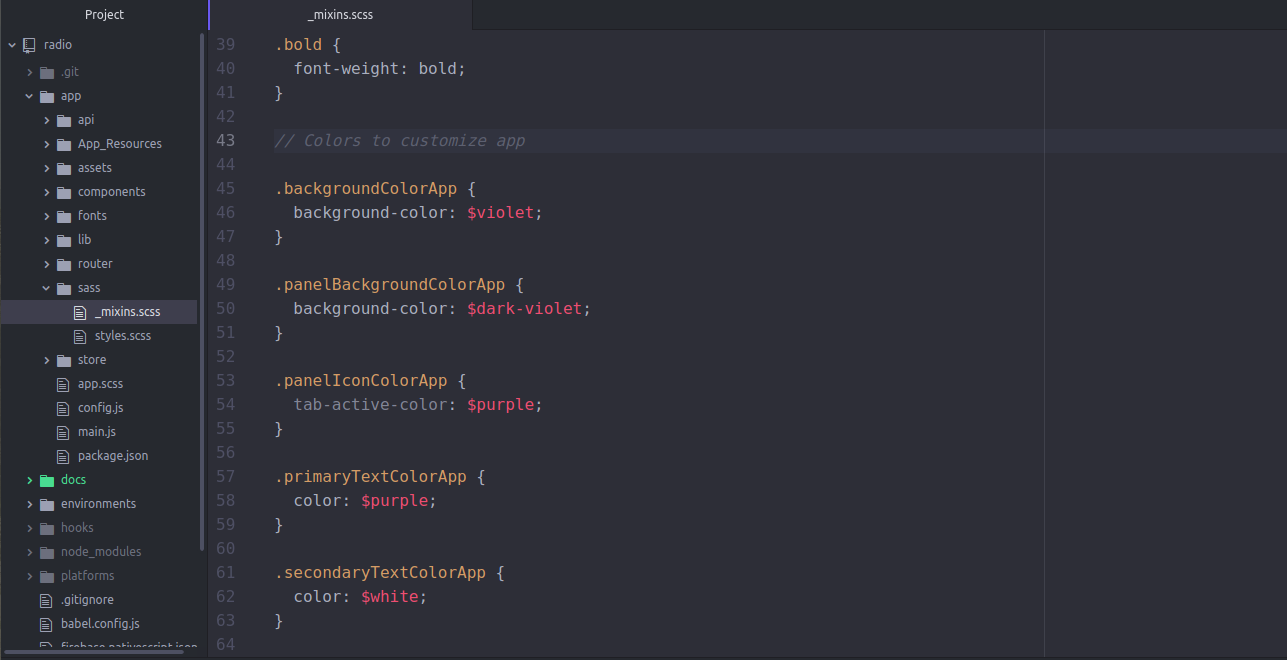 Project
radio
.git
app
api
App_Resources
assets
components
fonts
lib
router
sass
_mixins.scss
styles.scss
store
app.scss
config.js
main.js
package.json
docs
environments
hooks
node_modules
platforms
.gitignore
babel.config.js
firebase.nativescript.json
_mixins.scss
39 .bold {
40 font-weight: bold;
41 }
42
43 // Colors to customize app
44
45 .backgroundColorApp {
46 background-color: $violet;
47 }
48
49 .panelBackgroundColorApp {
50 background-color: $dark-violet;
51 }
52
53 .panelIconColorApp {
54 tab-active-color: $purple;
55 }
56
57 .primaryTextColorApp {
58 color: $purple;
59 }
60
61 .secondaryTextColorApp {
62 color: $white;
63 }
64